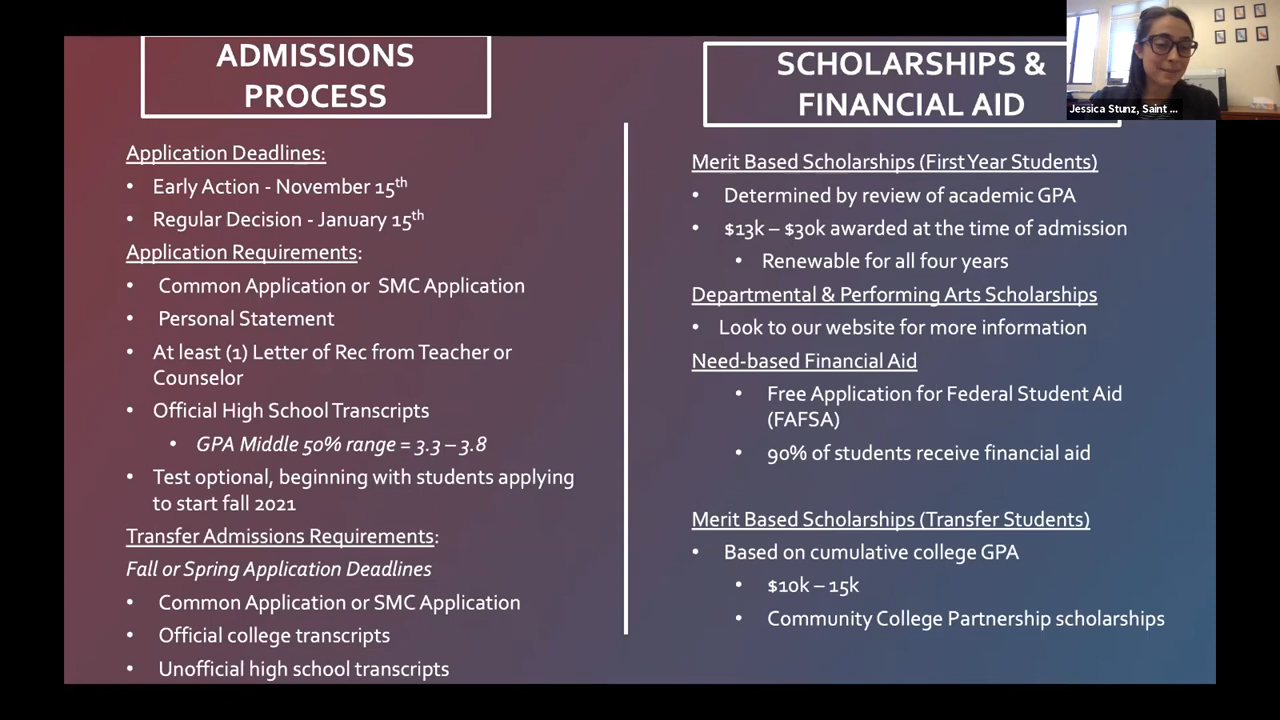 ADMISSIONS
PROCESS
Application Deadlines:
• Early Action - November 15th
• Regular Decision - January 15th
Application Requirements:
• Common Application or SMC Application
• Personal Statement
• At least (1) Letter of Rec from Teacher or
Counselor
• Official High School Transcripts
• GPA Middle 50% range = 3.3 – 3.8
• Test optional, beginning with students applying
to start fall 2021
Transfer Admissions Requirements:
Fall or Spring Application Deadlines
• Common Application or SMC Application
• Official college transcripts
• Unofficial high school transcripts
SCHOLARSHIPS &
FINANCIAL AID
Merit Based Scholarships (First Year Students)
• Determined by review of academic GPA
• $13k – $30k awarded at the time of admission
• Renewable for all four years
Departmental & Performing Arts Scholarships
• Look to our website for more information
Need-based Financial Aid
• Free Application for Federal Student Aid
(FAFSA)
• 90% of students receive financial aid
Merit Based Scholarships (Transfer Students)
• Based on cumulative college GPA
• $10k – 15k
• Community College Partnership scholarships
Jessica Stunz, Saint ...